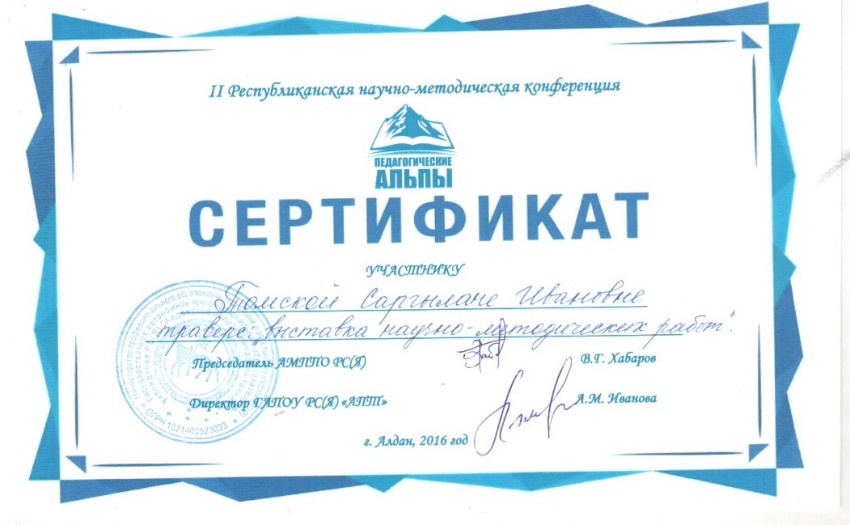 II Республиканская научно-методическая конференция
ПЕДАГОГИЧЕСКИЕ
АЛЬПЫ
СЕРТИФИКАТ
УЧАСТНИКУ
Томской Саргылане Ивановне
траверс „выставка научно-методических работ".
Председатель АМППО РС(Я) В.Г. Хабаров
Директор ГАПОУ РС(Я) «АПТ» А.М. Иванова
г. Алдан, 2016 год
ОГРН 1021400523033